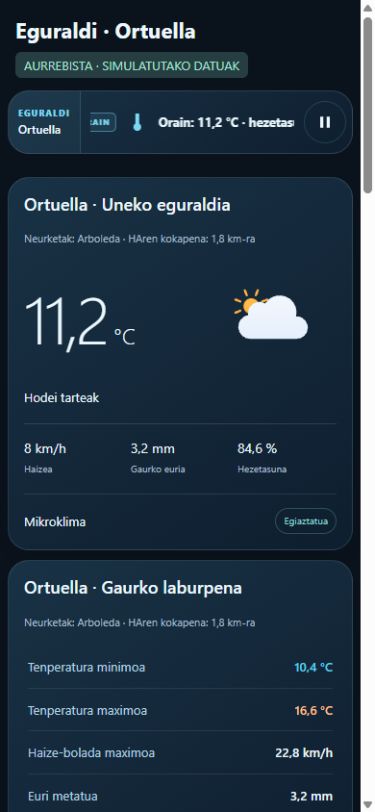 Eguraldi · Ortuella
AURREBISTA · SIMULATUTAKO DATUAK
EGURALDI
Ortuella
Orain: 11,2 °C · hezetas
Ortuella · Uneko eguraldia
Neurketak: Arboleda · HAren kokapena: 1,8 km-ra
11,2 °C
Hodei tarteak
8 km/h
3,2 mm
84,6 %
Haizea
Gaurko euria
Hezetasuna
Mikroklima
Egiaztatua
Ortuella · Gaurko laburpena
Neurketak: Arboleda · HAren kokapena: 1,8 km-ra
Tenperatura minimoa
10,4 °C
Tenperatura maximoa
16,6 °C
Haize-bolada maximoa
22,8 km/h
Euri metatua
3,2 mm